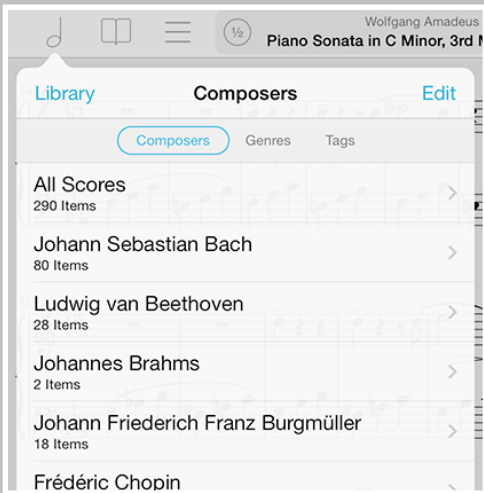 ½
Wolfgang Amadeus
Piano Sonata in C Minor, 3rd
Library
Composers
Edit
Composers
Genres
Tags
All Scores
290 Items
Johann Sebastian Bach
80 Items
Ludwig van Beethoven
28 Items
Johannes Brahms
2 Items
Johann Friederich Franz Burgmüller
18 Items
Frédéric Chopin